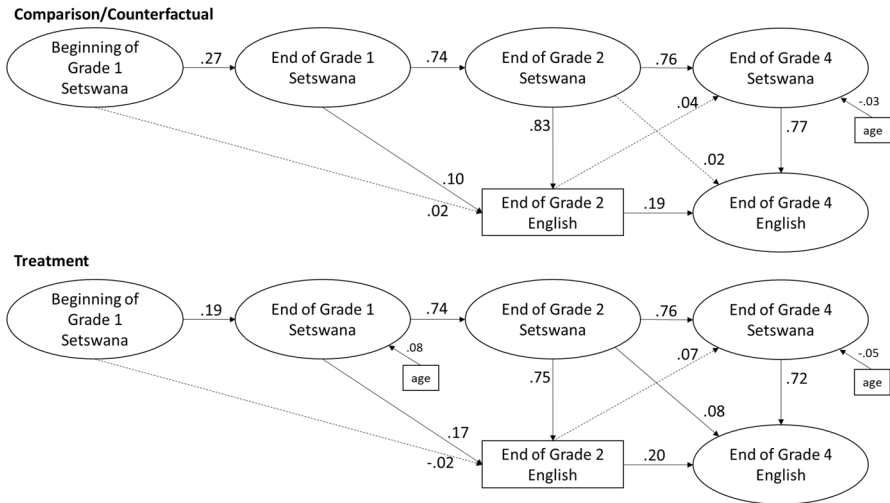 Comparison/Counterfactual
Beginning of
Grade 1
Setswana
.27
End of Grade 1
Setswana
.74
End of Grade 2
Setswana
.76
End of Grade 4
Setswana
-.03
age
.04
.83
.77
.02
.10
.02
End of Grade 2
English
.19
End of Grade 4
English
Treatment
Beginning of
Grade 1
Setswana
.19
End of Grade 1
Setswana
.74
End of Grade 2
Setswana
.76
End of Grade 4
Setswana
.08
age
-.05
age
.07
.75
.72
.08
.17
-.02
End of Grade 2
English
.20
End of Grade 4
English